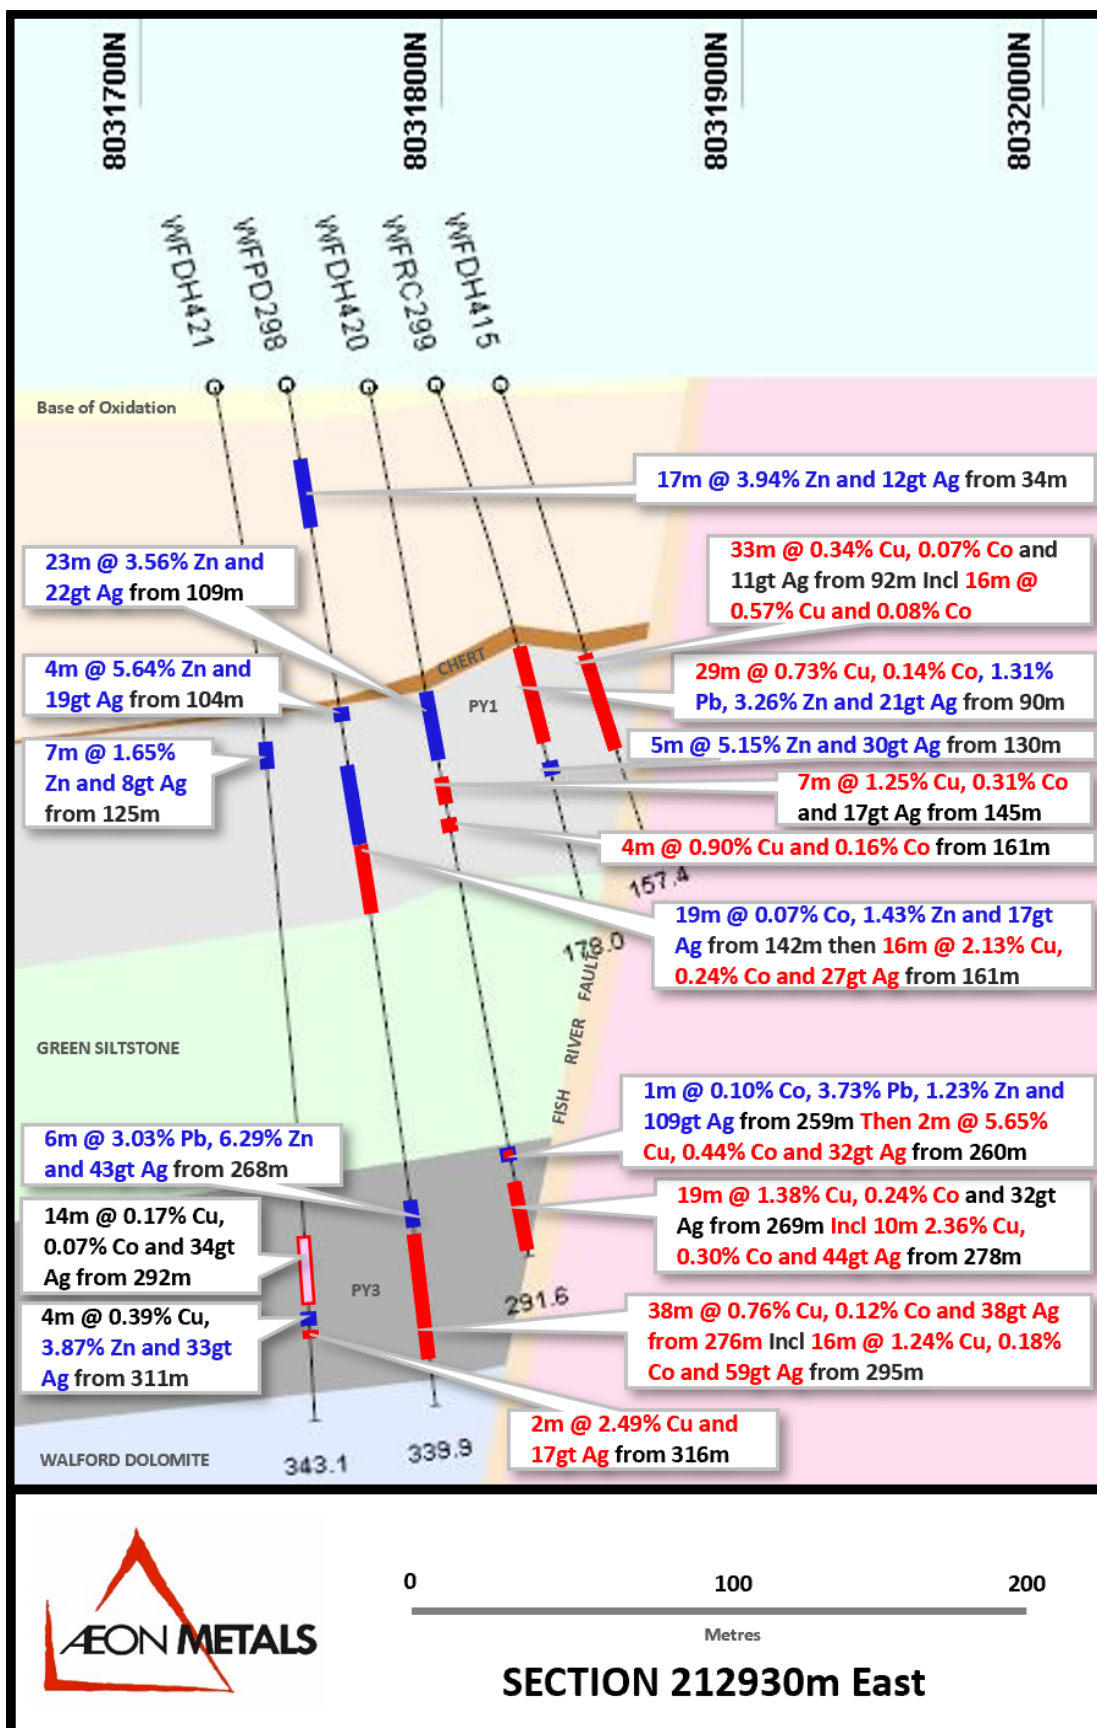 8031700N
8031800N
8031900N
8032000N
WFDH421
WFPD298
WFDH420
WFRC299
WFDH415
Base of Oxidation
17m @ 3.94% Zn and 12gt Ag from 34m
23m @ 3.56% Zn and
22gt Ag from 109m
33m @ 0.34% Cu, 0.07% Co and
11gt Ag from 92m Incl 16m @
0.57% Cu and 0.08% Co
CHERT
4m @ 5.64% Zn and
19gt Ag from 104m
29m @ 0.73% Cu, 0.14% Co, 1.31%
Pb, 3.26% Zn and 21gt Ag from 90m
PY1
5m @ 5.15% Zn and 30gt Ag from 130m
7m @ 1.65%
Zn and 8gt Ag
from 125m
7m @ 1.25% Cu, 0.31% Co
and 17gt Ag from 145m
4m @ 0.90% Cu and 0.16% Co from 161m
157.4
19m @ 0.07% Co, 1.43% Zn and 17gt
Ag from 142m then 16m @ 2.13% Cu,
0.24% Co and 27gt Ag from 161m
178.0
FISH RIVER FAULT
GREEN SILTSTONE
1m @ 0.10% Co, 3.73% Pb, 1.23% Zn and
109gt Ag from 259m Then 2m @ 5.65%
Cu, 0.44% Co and 32gt Ag from 260m
6m @ 3.03% Pb, 6.29% Zn
and 43gt Ag from 268m
19m @ 1.38% Cu, 0.24% Co and 32gt
Ag from 269m Incl 10m 2.36% Cu,
0.30% Co and 44gt Ag from 278m
14m @ 0.17% Cu,
0.07% Co and 34gt
Ag from 292m
PY3
291.6
38m @ 0.76% Cu, 0.12% Co and 38gt Ag
from 276m Incl 16m @ 1.24% Cu, 0.18%
Co and 59gt Ag from 295m
4m @ 0.39% Cu,
3.87% Zn and 33gt
Ag from 311m
2m @ 2.49% Cu and
17gt Ag from 316m
WALFORD DOLOMITE
343.1
339.9
ÆON METALS
0
100
200
Metres
SECTION 212930m East